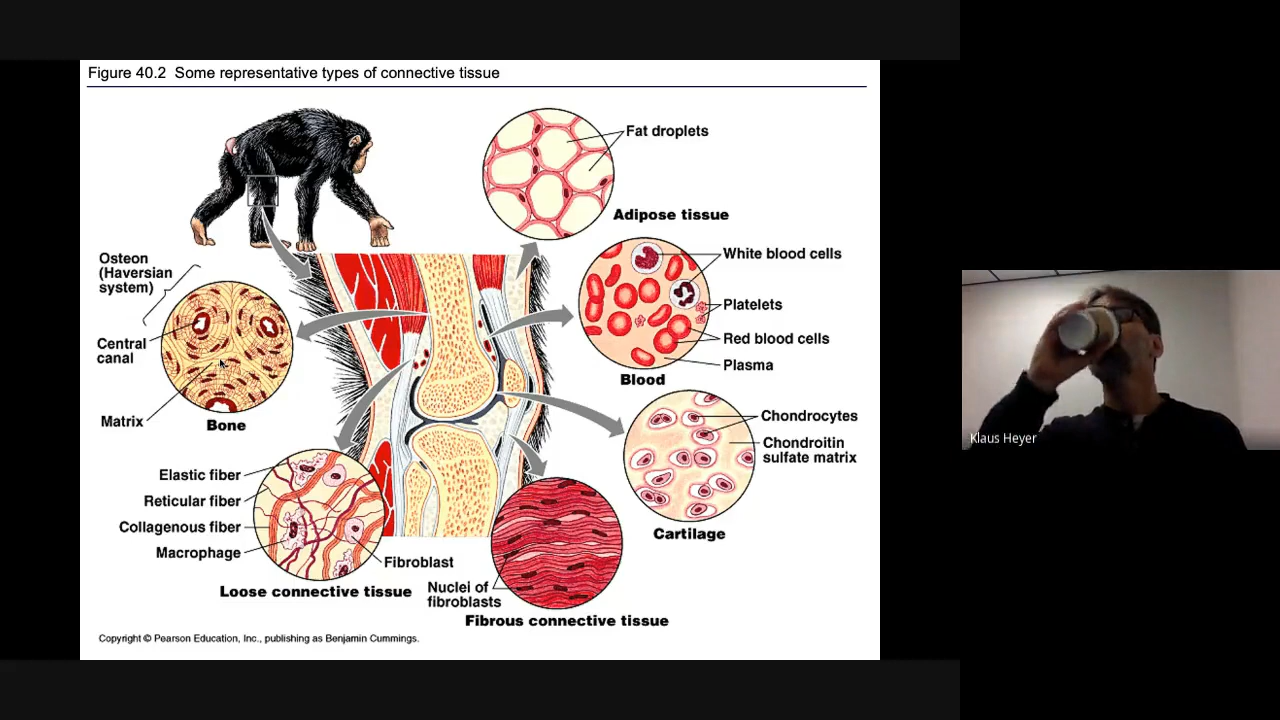 Figure 40.2 Some representative types of connective tissue
Fat droplets
Adipose tissue
White blood cells
Platelets
Red blood cells
Plasma
Blood
Osteon
(Haversian
system)
Central
canal
Matrix
Bone
Chondrocytes
Chondroitin
sulfate matrix
Cartilage
Elastic fiber
Reticular fiber
Collagenous fiber
Macrophage
Fibroblast
Loose connective tissue
Nuclei of
fibroblasts
Fibrous connective tissue
Copyright © Pearson Education, Inc., publishing as Benjamin Cummings.
Klaus Heyer